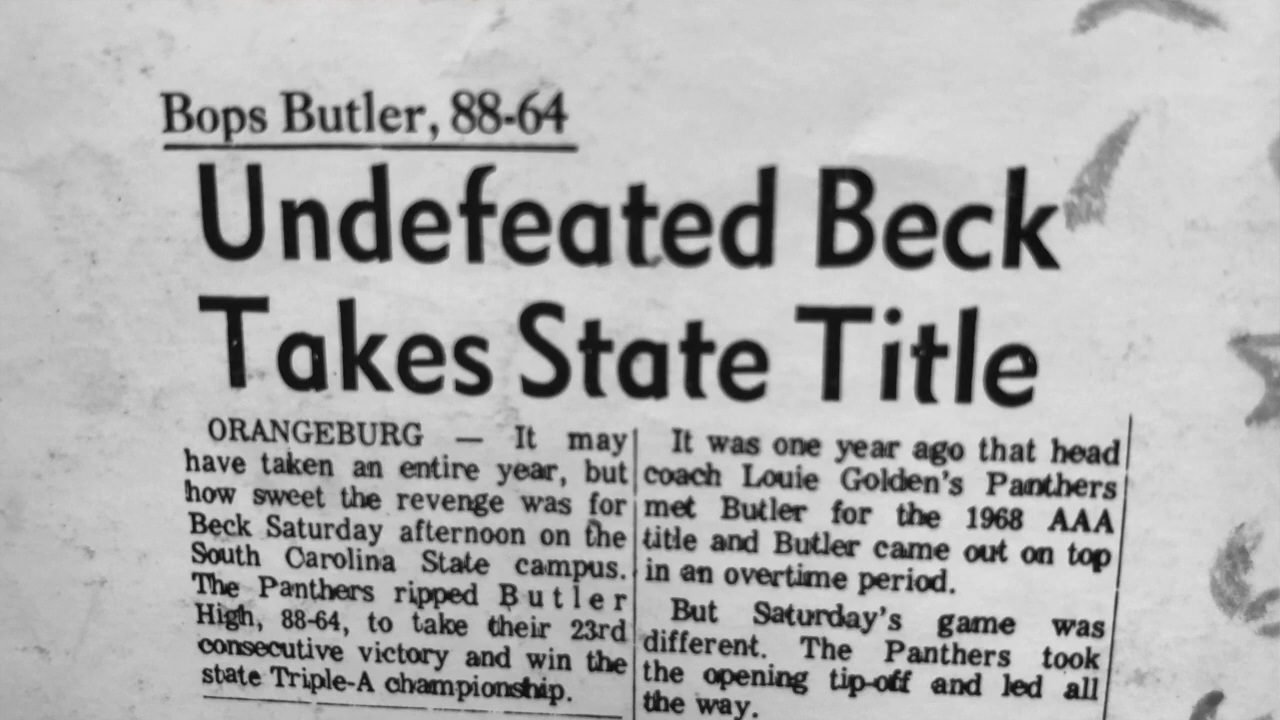 Bops Butler, 88-64
Undefeated Beck
Takes State Title
ORANGEBURG — It may
have taken an entire year, but
how sweet the revenge was for
Beck Saturday afternoon on the
South Carolina State campus.
The Panthers ripped Butler
High, 88-64, to take their 23rd
consecutive victory and win the
state Triple-A championship.
It was one year ago that head
coach Louie Golden's Panthers
met Butler for the 1968 AAA
title and Butler came out on top
in an overtime period.
But Saturday's game was
different. The Panthers took
the opening tip-off and led all
the way.